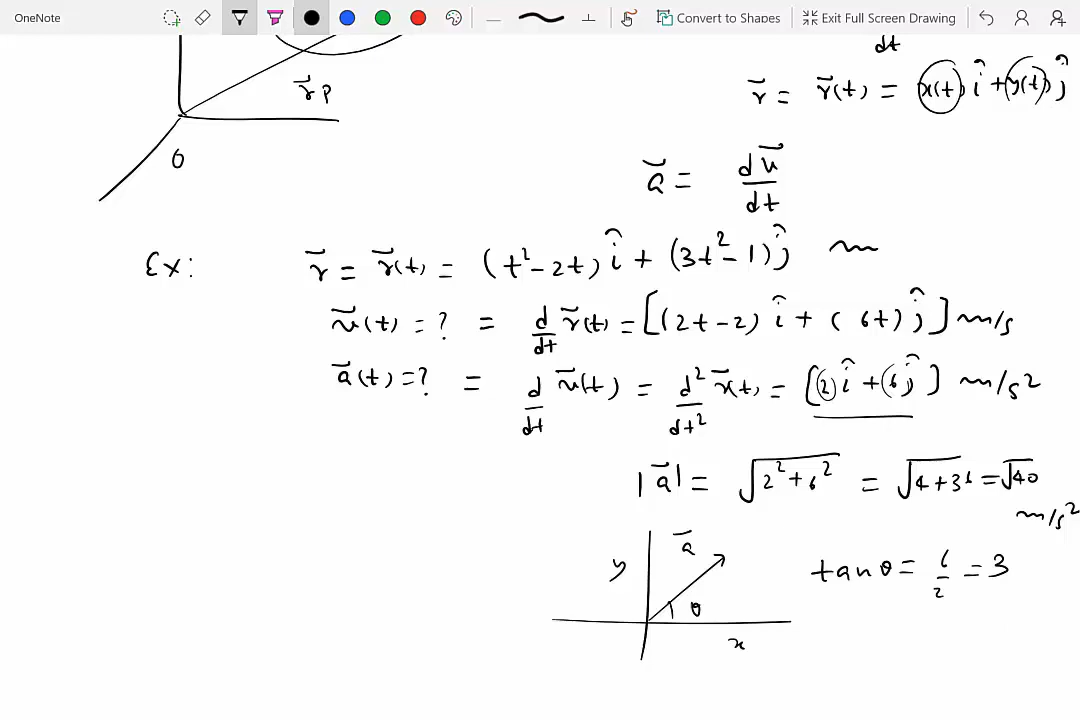 OneNote
Convert to Shapes
Exit Full Screen Drawing
dt
r⃗ = r⃗(t) = x(t) î + y(t) ĵ
r⃗p
0
a⃗ = dv⃗/dt
Ex: r⃗ = r⃗(t) = (t² - 2t) î + (3t² - 1) ĵ m
v⃗(t) = ? = d/dt r⃗(t) = [(2t - 2) î + (6t) ĵ] m/s
a⃗(t) = ? = d/dt v⃗(t) = d²/dt² r⃗(t) = [(2) î + (6) ĵ] m/s²
|a⃗| = √(2² + 6²) = √(4 + 36) = √40
m/s²
a⃗
y
tan θ = 6/2 = 3
θ
x